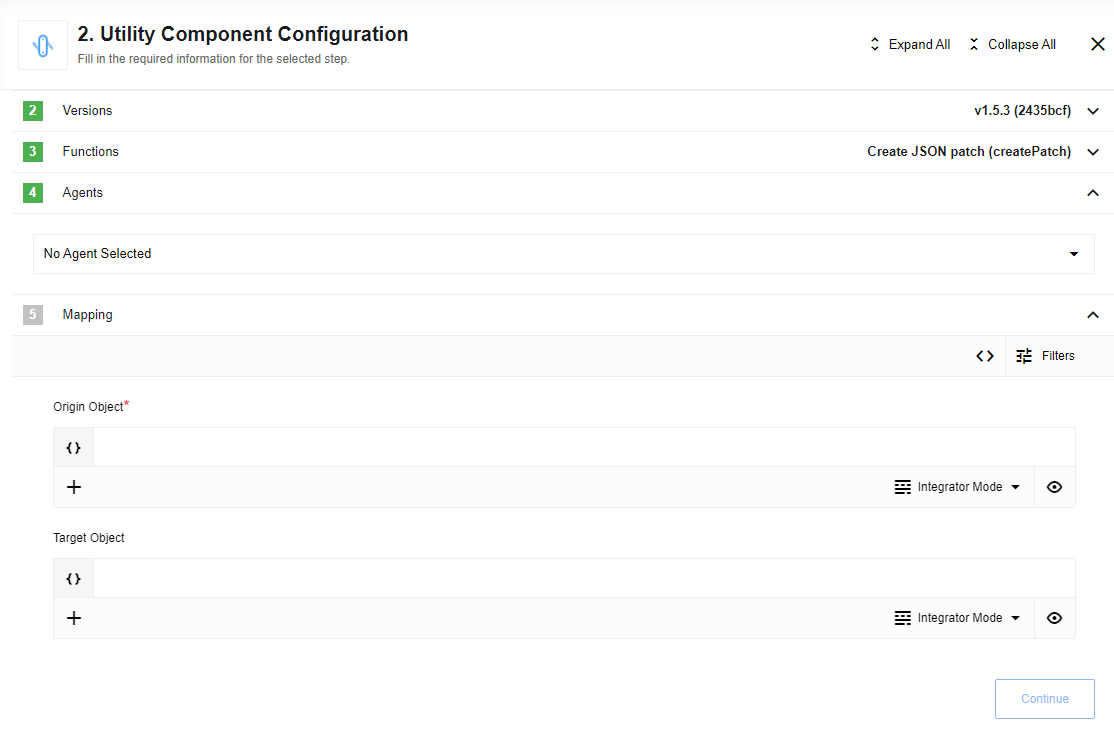 2. Utility Component Configuration
Fill in the required information for the selected step.
Expand All
Collapse All
2 Versions v1.5.3 (2435bcf)
3 Functions Create JSON patch (createPatch)
4 Agents
No Agent Selected
5 Mapping
Filters
Origin Object*
Integrator Mode
Target Object
Integrator Mode
Continue